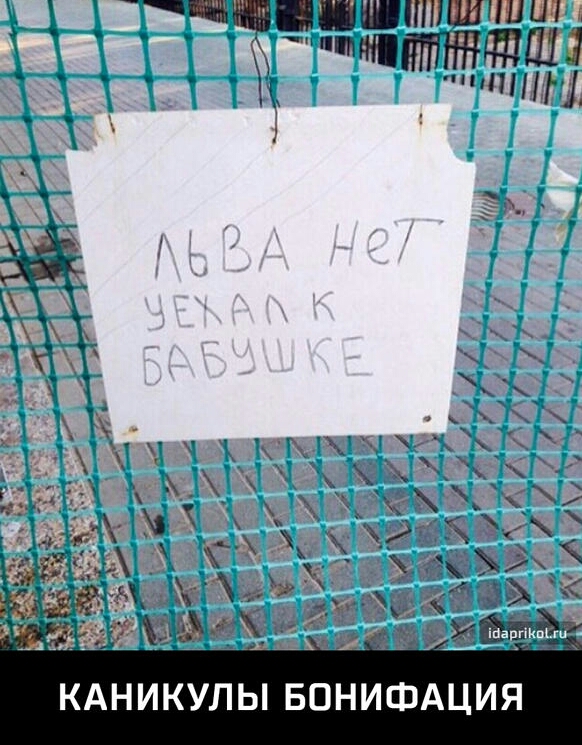 ЛЬВА НеТ
УЕХАЛ К
БАБУШКЕ
idaprikol.ru
КАНИКУЛЫ БОНИФАЦИЯ